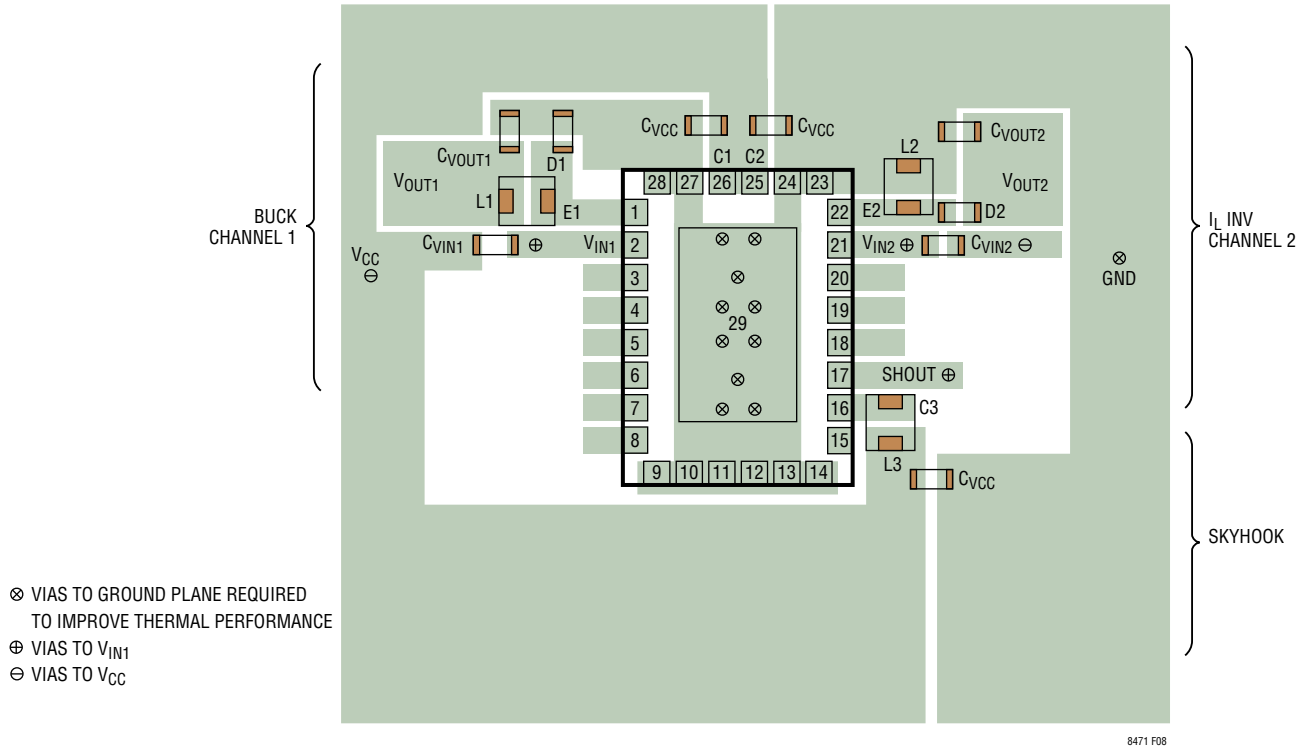 CVCC
CVCC
C1 C2
CVOUT1
D1
VOUT1
L1
E1
CVIN1 ⊕
VIN1
VCC
⊖
BUCK
CHANNEL 1
28 27 26 25 24 23
1
2
3
4
5
6
7
8
9 10 11 12 13 14
22
21
20
19
18
17
16
15
29
L2
CVOUT2
VOUT2
E2
D2
VIN2 ⊕
CVIN2 ⊖
⊗
GND
SHOUT ⊕
C3
L3
CVCC
IL INV
CHANNEL 2
SKYHOOK
⊗ VIAS TO GROUND PLANE REQUIRED
TO IMPROVE THERMAL PERFORMANCE
⊕ VIAS TO VIN1
⊖ VIAS TO VCC
8471 F08